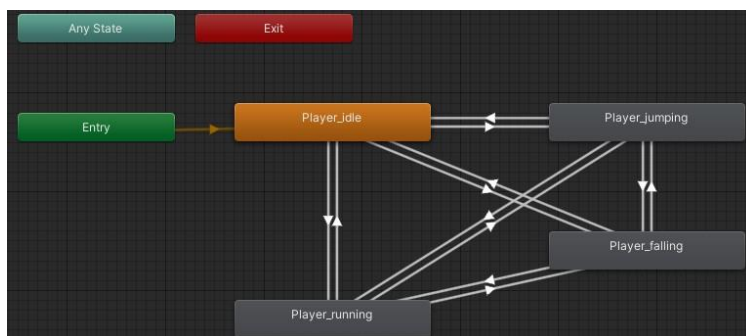 Any State
Exit
Entry
Player_idle
Player_jumping
Player_falling
Player_running